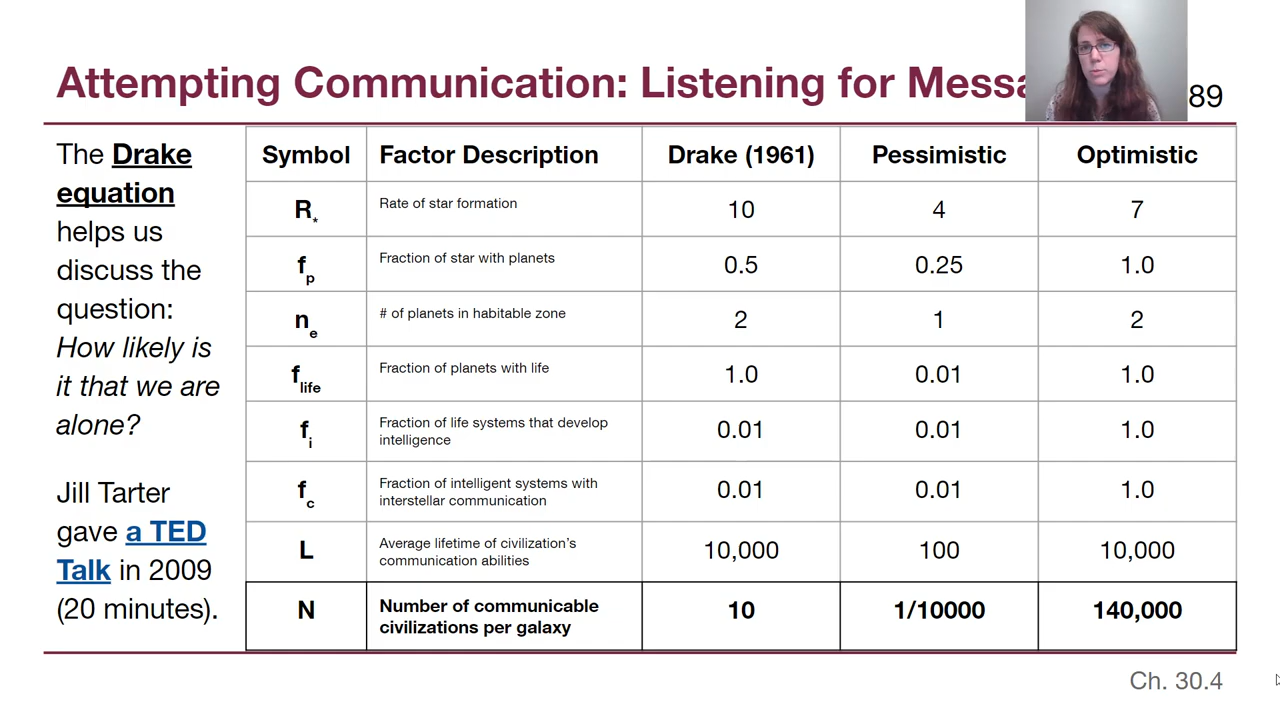 Attempting Communication: Listening for Messa
89
The Drake
equation
helps us
discuss the
question:
How likely is
it that we are
alone?
Jill Tarter
gave a TED
Talk in 2009
(20 minutes).
Symbol Factor Description Drake (1961) Pessimistic Optimistic
R* Rate of star formation 10 4 7
fp Fraction of star with planets 0.5 0.25 1.0
ne # of planets in habitable zone 2 1 2
flife Fraction of planets with life 1.0 0.01 1.0
fi Fraction of life systems that develop
intelligence 0.01 0.01 1.0
fc Fraction of intelligent systems with
interstellar communication 0.01 0.01 1.0
L Average lifetime of civilization's
communication abilities 10,000 100 10,000
N Number of communicable
civilizations per galaxy 10 1/10000 140,000
Ch. 30.4